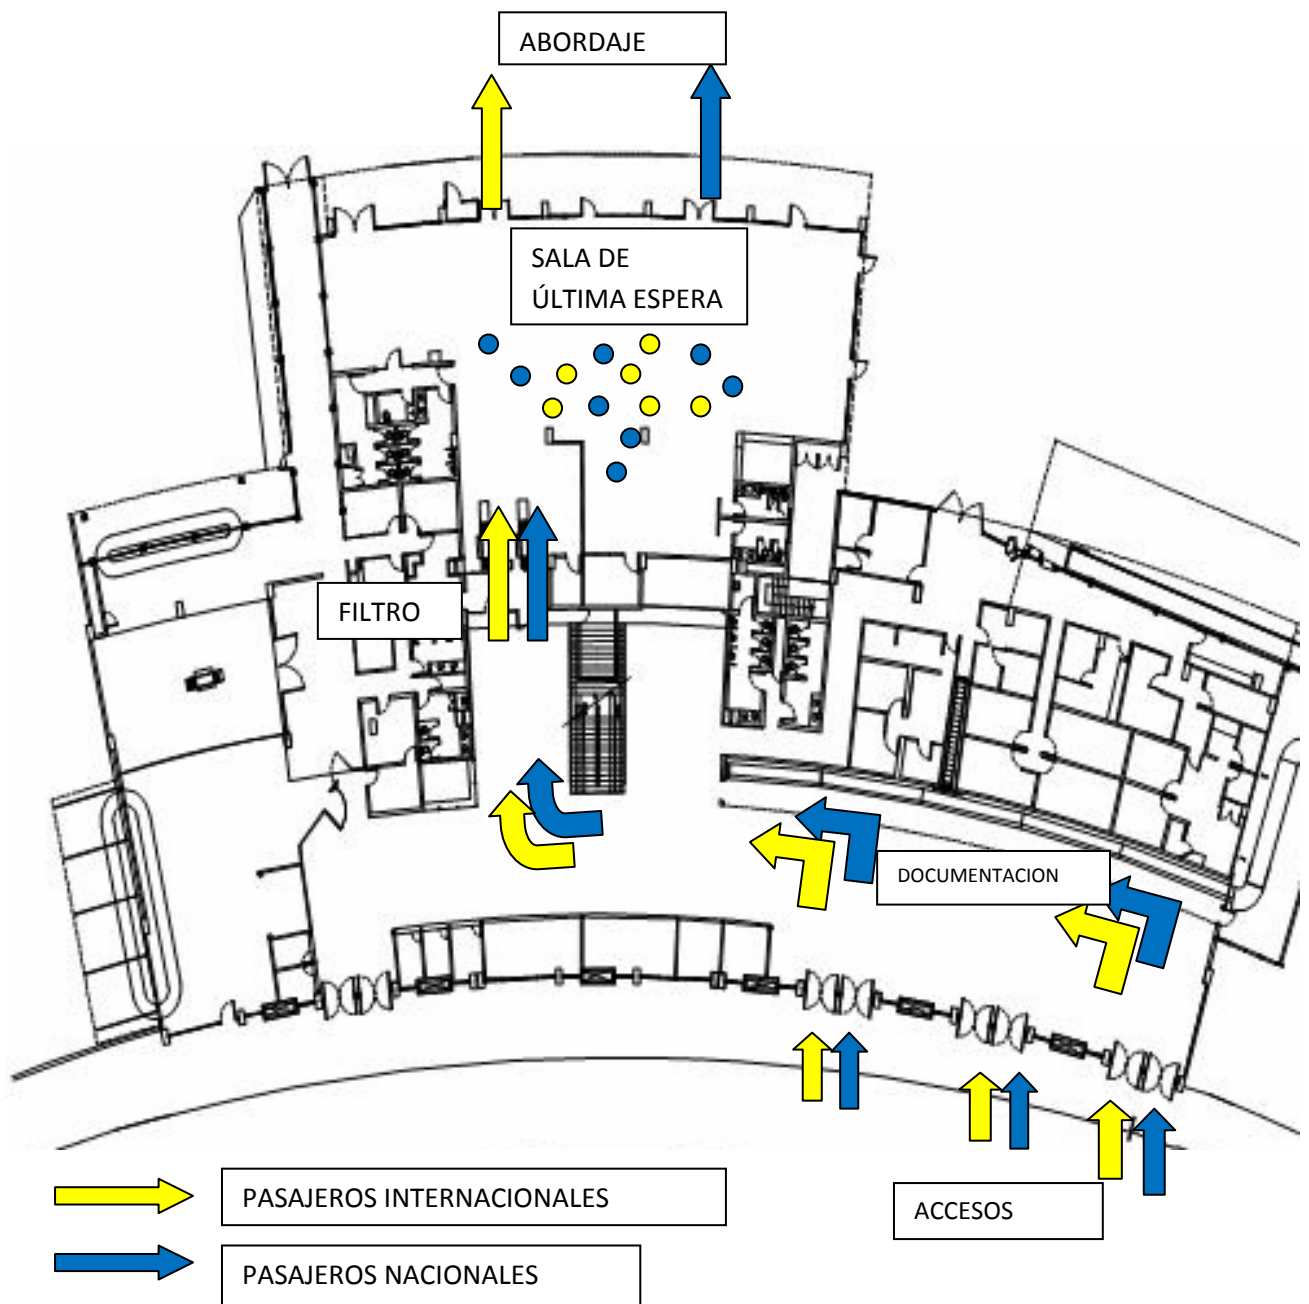 ABORDAJE
SALA DE
ÚLTIMA ESPERA
FILTRO
DOCUMENTACION
ACCESOS
PASAJEROS INTERNACIONALES
PASAJEROS NACIONALES